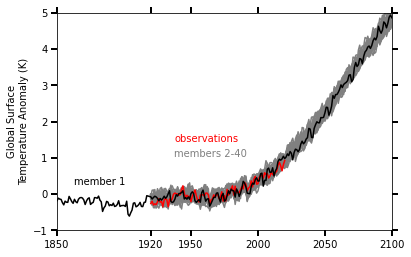 Global Surface
Temperature Anomaly (K)
5
4
3
2
1
0
−1
observations
members 2-40
member 1
1850
1920
1950
2000
2050
2100